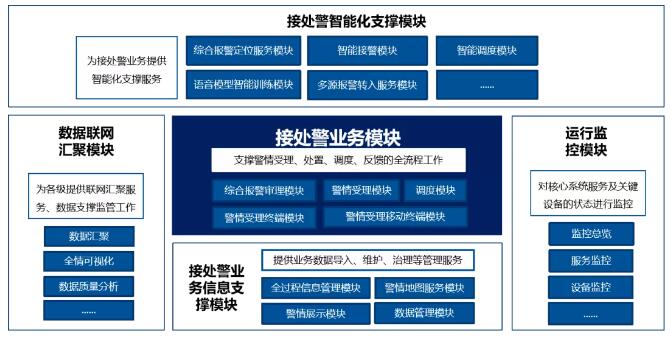 接处警智能化支撑模块
为接处警业务提供
智能化支撑服务
综合报警定位服务模块
智能接警模块
智能调度模块
语音模型智能训练模块
多源报警转入服务模块
......
数据联网
汇聚模块
为各级提供联网汇聚服
务、数据支撑监管工作
数据汇聚
全情可视化
数据质量分析
......
接处警业务模块
支撑警情受理、处置、调度、反馈的全流程工作
综合报警审理模块
警情受理模块
调度模块
警情受理终端模块
警情受理移动终端模块
接处警业
务信息支
撑模块
提供业务数据导入、维护、治理等管理服务
全过程信息管理模块
警情地图服务模块
警情展示模块
数据管理模块
运行监
控模块
对核心系统服务及关键
设备的状态进行监控
监控总览
服务监控
设备监控
......